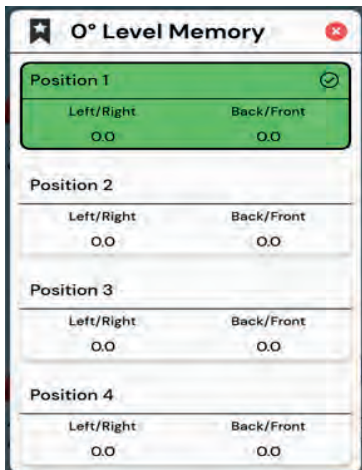 0° Level Memory
Position 1
Left/Right Back/Front
0.0 0.0
Position 2
Left/Right Back/Front
0.0 0.0
Position 3
Left/Right Back/Front
0.0 0.0
Position 4
Left/Right Back/Front
0.0 0.0